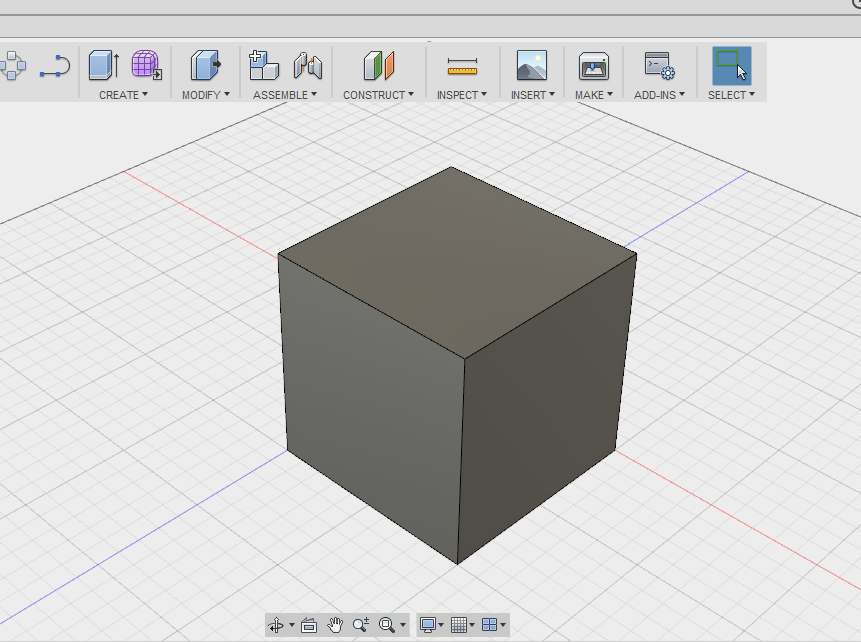 CREATE MODIFY ASSEMBLE CONSTRUCT INSPECT INSERT MAKE ADD-INS SELECT